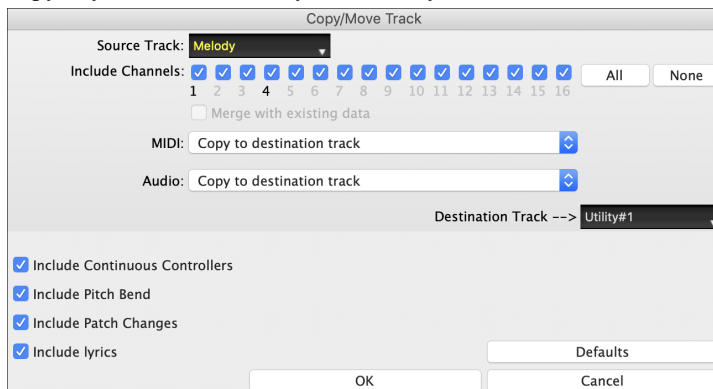 Copy/Move Track
Source Track: Melody
Include Channels: All None
1 2 3 4 5 6 7 8 9 10 11 12 13 14 15 16
Merge with existing data
MIDI: Copy to destination track
Audio: Copy to destination track
Destination Track --> Utility#1
Include Continuous Controllers
Include Pitch Bend
Include Patch Changes
Include lyrics Defaults
OK Cancel